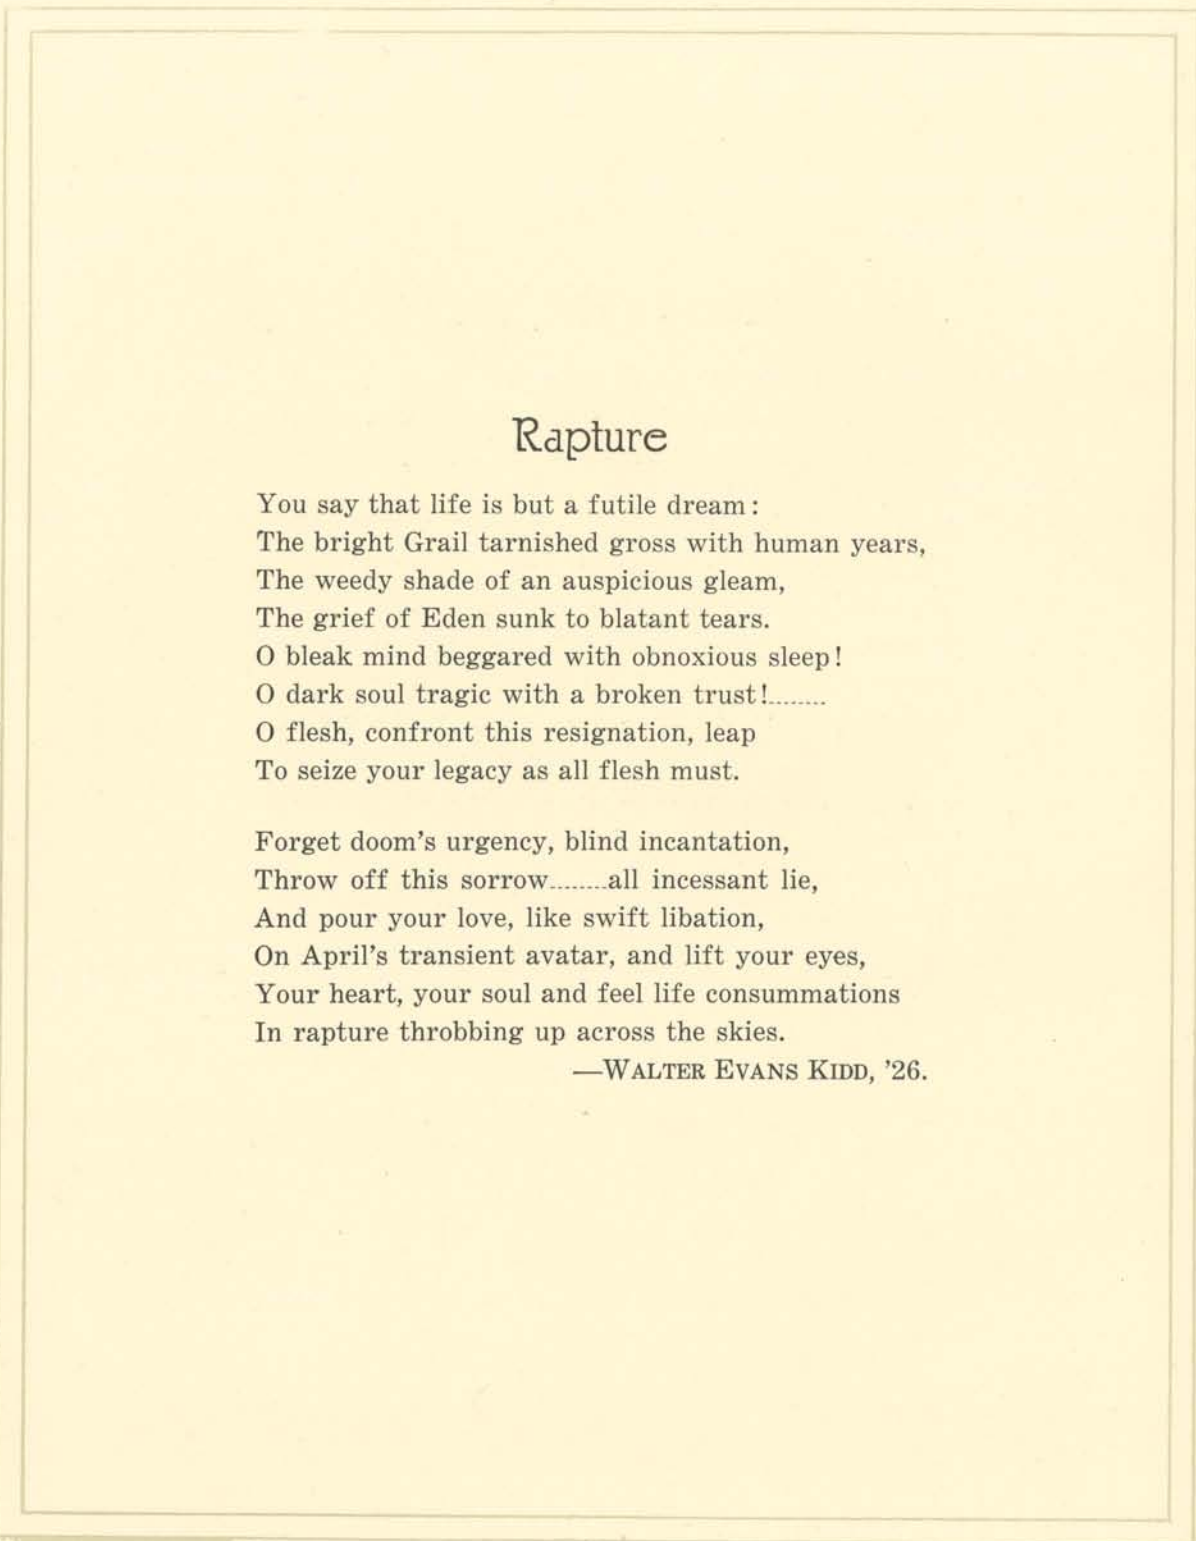 Rapture
You say that life is but a futile dream:
The bright Grail tarnished gross with human years,
The weedy shade of an auspicious gleam,
The grief of Eden sunk to blatant tears.
O bleak mind beggared with obnoxious sleep!
O dark soul tragic with a broken trust!........
O flesh, confront this resignation, leap
To seize your legacy as all flesh must.
Forget doom's urgency, blind incantation,
Throw off this sorrow........all incessant lie,
And pour your love, like swift libation,
On April's transient avatar, and lift your eyes,
Your heart, your soul and feel life consummations
In rapture throbbing up across the skies.
—WALTER EVANS KIDD, '26.